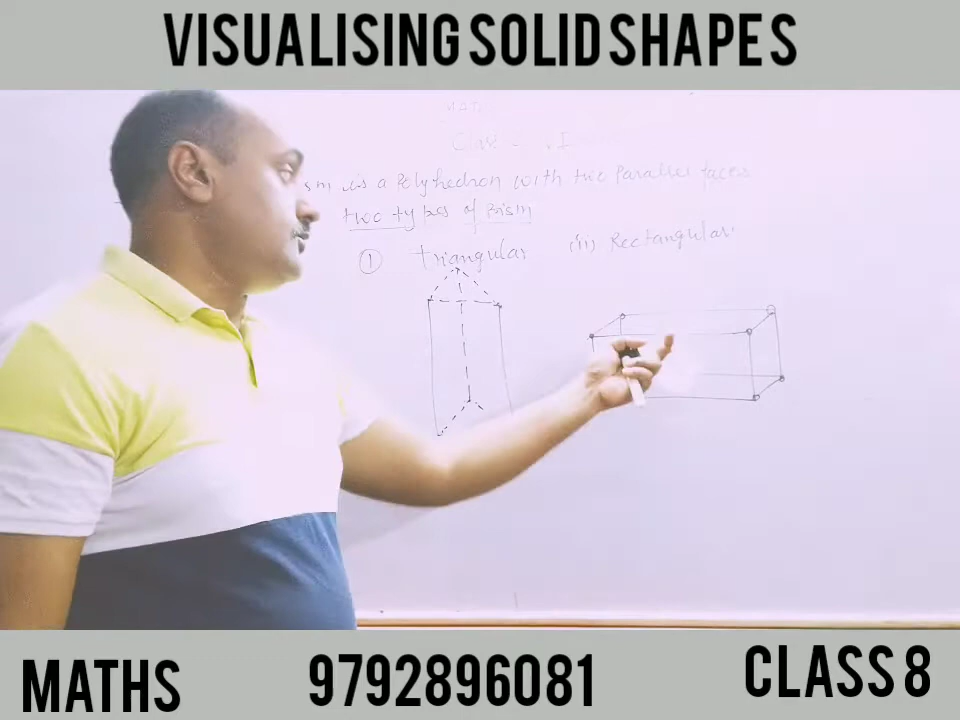 VISUALISING SOLID SHAPES
is a Polyhedron with two Parallel faces
two types of Prism
① triangular (ii) Rectangular
MATHS 9792896081 CLASS 8